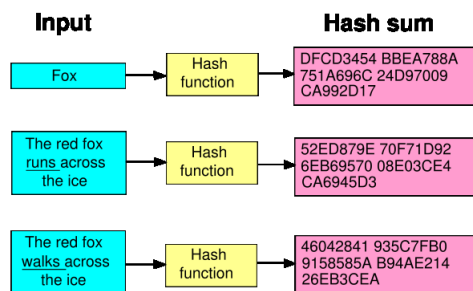 Input
Hash sum
Fox
Hash
function
DFCD3454 BBEA788A
751A696C 24D97009
CA992D17
The red fox
runs across
the ice
Hash
function
52ED879E 70F71D92
6EB69570 08E03CE4
CA6945D3
The red fox
walks across
the ice
Hash
function
46042841 935C7FB0
9158585A B94AE214
26EB3CEA